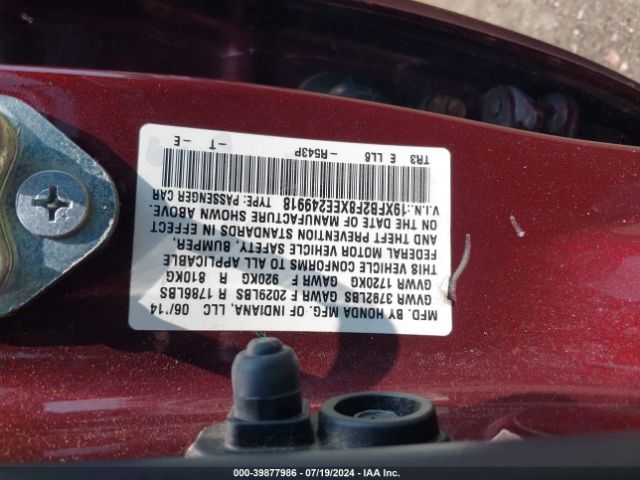 MFD. BY HONDA MFG. OF INDIANA, LLC 06/14
GVWR 3792LBS GAWR F 2029LBS R 1786LBS
GVWR 1720KG GAWR F 920KG R 810KG
THIS VEHICLE CONFORMS TO ALL APPLICABLE
FEDERAL MOTOR VEHICLE SAFETY, BUMPER,
AND THEFT PREVENTION STANDARDS IN EFFECT
ON THE DATE OF MANUFACTURE SHOWN ABOVE.
V.I.N.:19XFB2F8XEE249918 TYPE: PASSENGER CAR
TR3 E LL6 -R543P -T -E
000-39877986 | 07/19/2024 | IAA Inc.